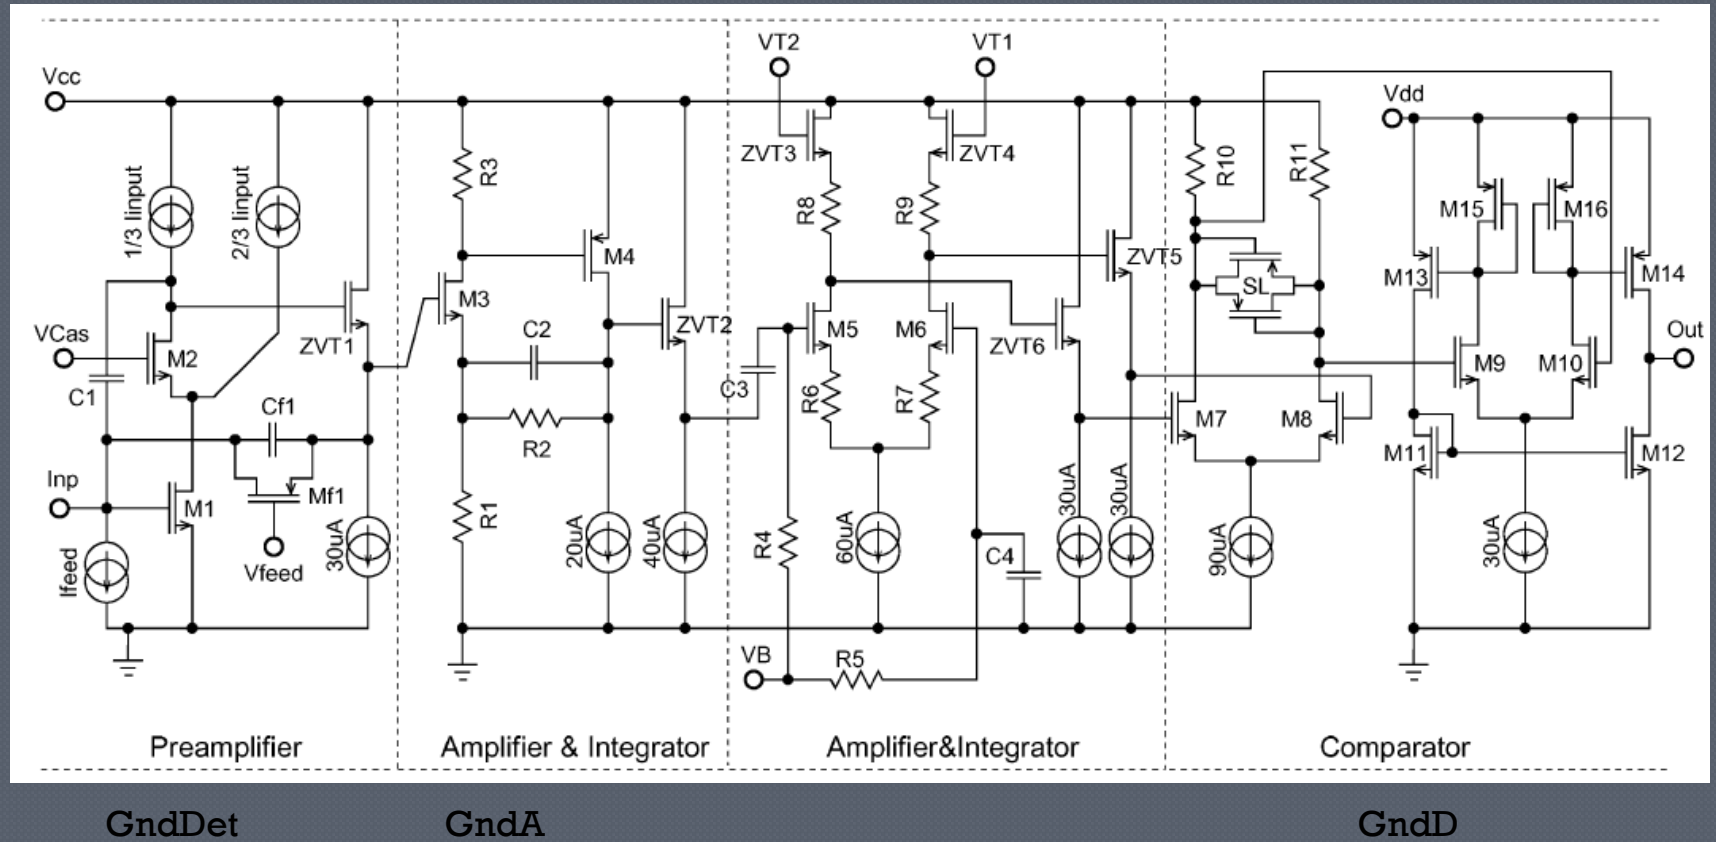 VT2
VT1
Vcc
Vdd
1/3 Iinput
2/3 Iinput
R3
ZVT3
ZVT4
R10
R11
M15
M16
R8
R9
M4
ZVT5
M13
SL
M14
M3
VCas
M2
ZVT1
C2
ZVT2
M5
M6
ZVT6
M9
M10
Out
C1
C3
R6
R7
Cf1
R2
M7
M8
M11
M12
Inp
M1
Mf1
R1
Ifeed
Vfeed
30uA
20uA
40uA
R4
60uA
C4
30uA
30uA
90uA
30uA
VB
R5
Preamplifier
Amplifier & Integrator
Amplifier&Integrator
Comparator
GndDet
GndA
GndD